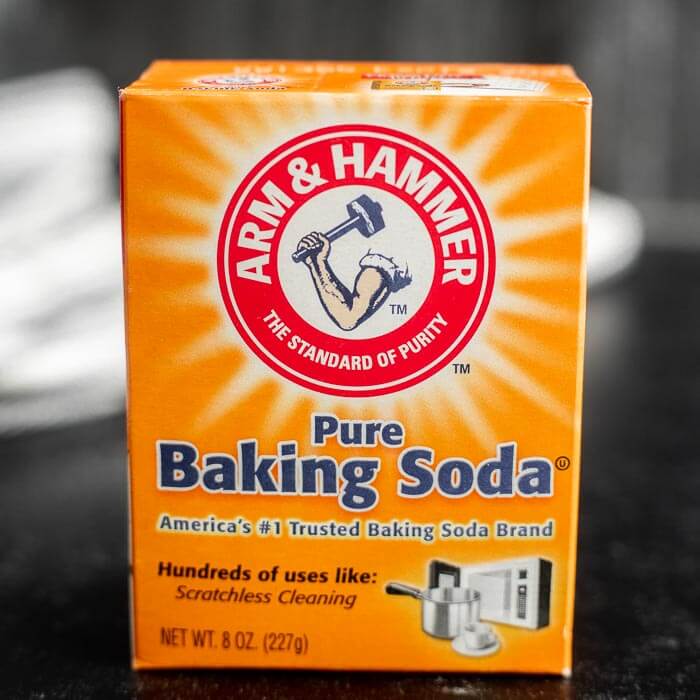 ARM & HAMMER
TM
THE STANDARD OF PURITY
TM
Pure
Baking Soda
America's #1 Trusted Baking Soda Brand
Hundreds of uses like:
Scratchless Cleaning
NET WT. 8 OZ. (227g)